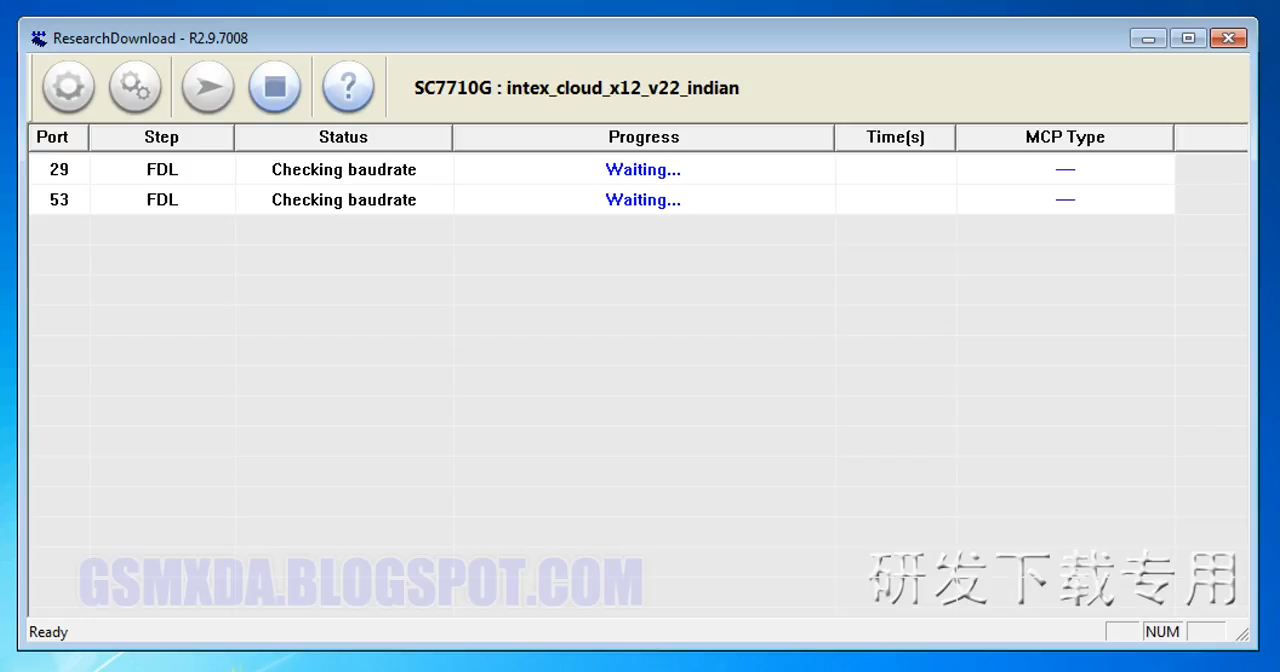 ResearchDownload - R2.9.7008
SC7710G : intex_cloud_x12_v22_indian
Port Step Status Progress Time(s) MCP Type
29 FDL Checking baudrate Waiting... —
53 FDL Checking baudrate Waiting... —
GSMXDA.BLOGSPOT.COM
研发下载专用
Ready NUM